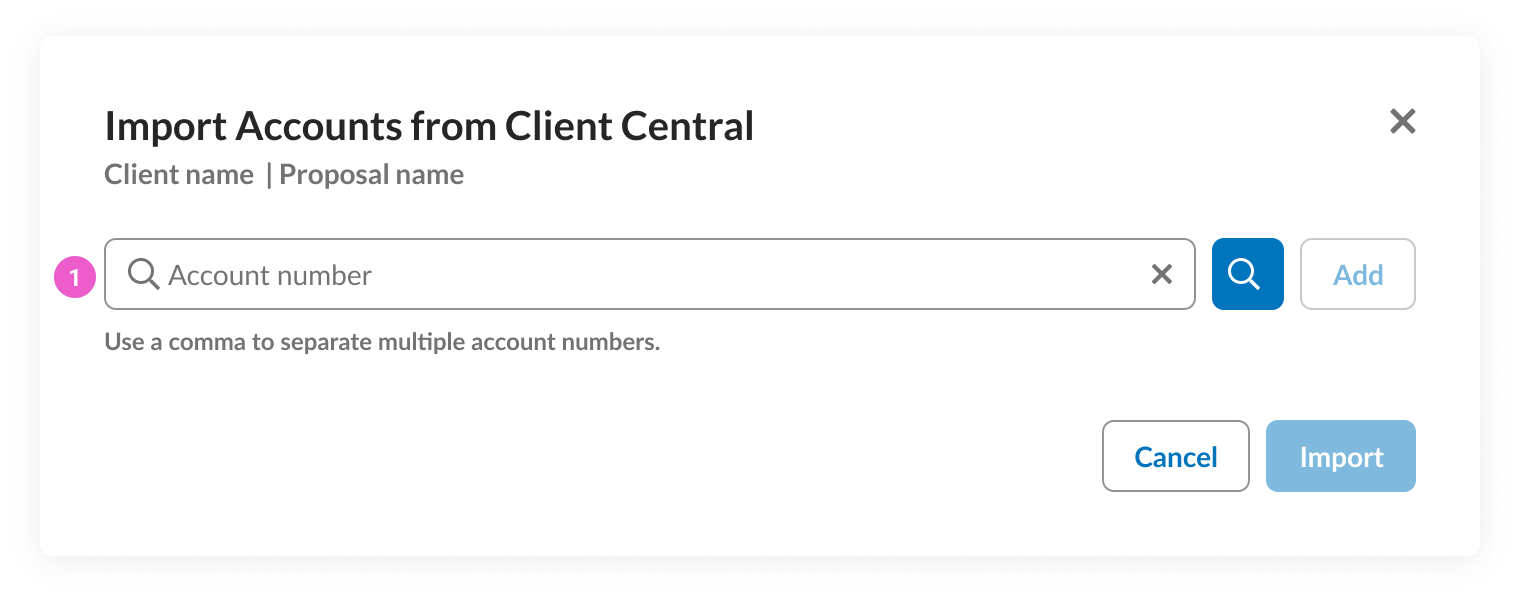 Import Accounts from Client Central
Client name | Proposal name
1
Account number
Add
Use a comma to separate multiple account numbers.
Cancel
Import